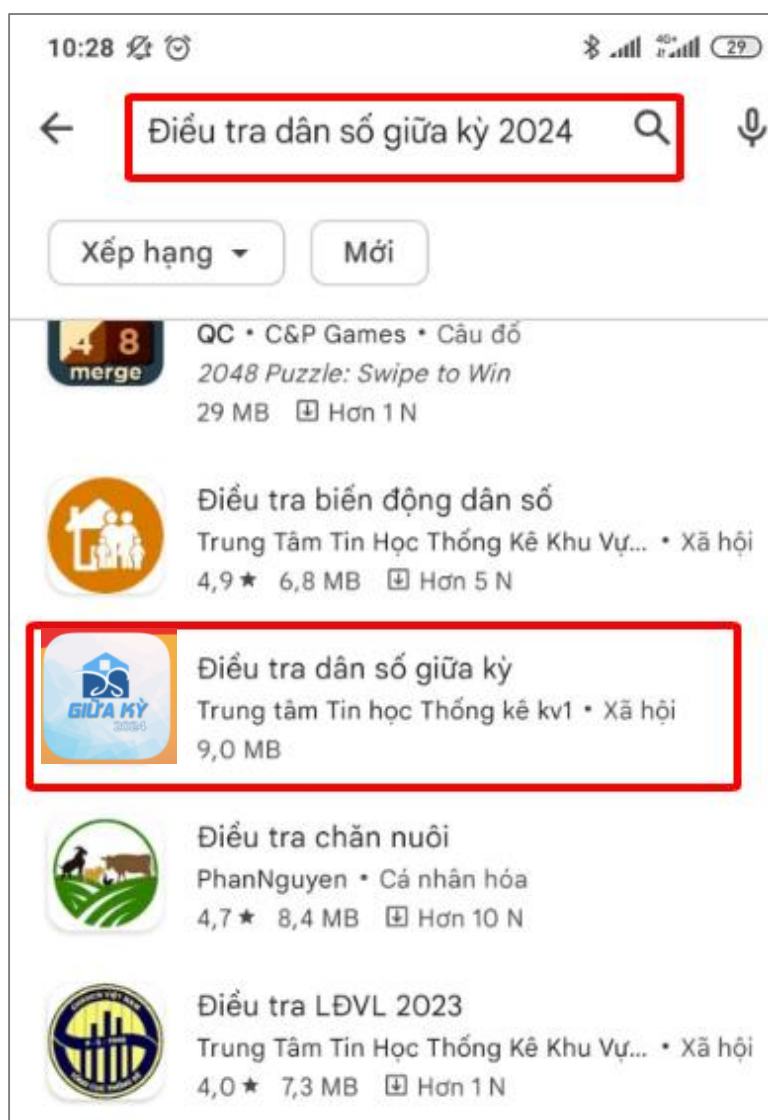 10:28 4G+ 29
Điều tra dân số giữa kỳ 2024
Xếp hạng Mới
4 8
merge
QC • C&P Games • Câu đố
2048 Puzzle: Swipe to Win
29 MB Hơn 1 N
Điều tra biến động dân số
Trung Tâm Tin Học Thống Kê Khu Vự... • Xã hội
4,9 ★ 6,8 MB Hơn 5 N
GIỮA KỲ
2024
Điều tra dân số giữa kỳ
Trung tâm Tin học Thống kê kv1 • Xã hội
9,0 MB
Điều tra chăn nuôi
PhanNguyen • Cá nhân hóa
4,7 ★ 8,4 MB Hơn 10 N
Điều tra LĐVL 2023
Trung Tâm Tin Học Thống Kê Khu Vự... • Xã hội
4,0 ★ 7,3 MB Hơn 1 N